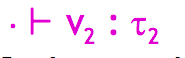 · ⊢ v₂ : τ₂